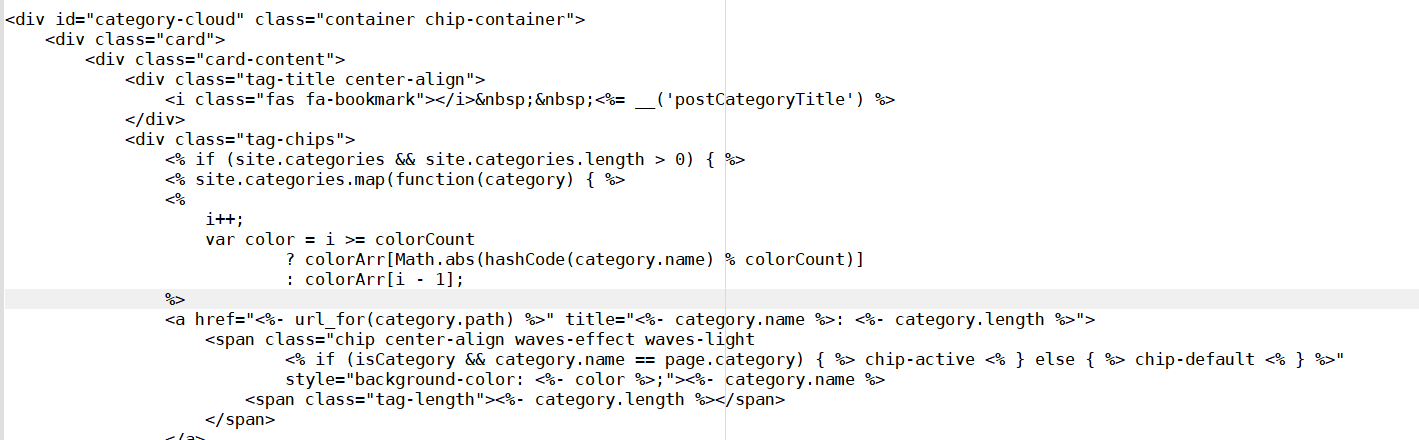 <div id="category-cloud" class="container chip-container">
    <div class="card">
        <div class="card-content">
            <div class="tag-title center-align">
                <i class="fas fa-bookmark"></i>&nbsp;&nbsp;<%= __('postCategoryTitle') %>
            </div>
            <div class="tag-chips">
                <% if (site.categories && site.categories.length > 0) { %>
                <% site.categories.map(function(category) { %>
                <%
                    i++;
                    var color = i >= colorCount
                            ? colorArr[Math.abs(hashCode(category.name) % colorCount)]
                            : colorArr[i - 1];
                %>
                <a href="<%- url_for(category.path) %>" title="<%- category.name %>: <%- category.length %>">
                    <span class="chip center-align waves-effect waves-light
                            <% if (isCategory && category.name == page.category) { %> chip-active <% } else { %> chip-default <% } %>"
                            style="background-color: <%- color %>;"><%- category.name %>
                        <span class="tag-length"><%- category.length %></span>
                    </span>
                </a>